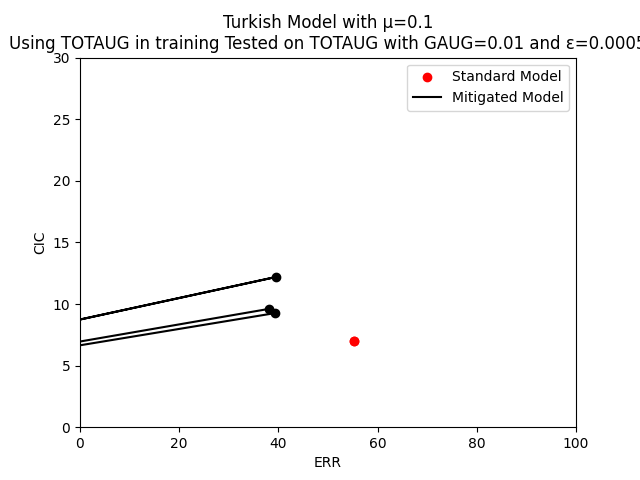 Turkish Model with μ=0.1
Using TOTAUG in training Tested on TOTAUG with GAUG=0.01 and ε=0.0005
Standard Model
Mitigated Model
30
25
20
15
10
5
0
CIC
0 20 40 60 80 100
ERR